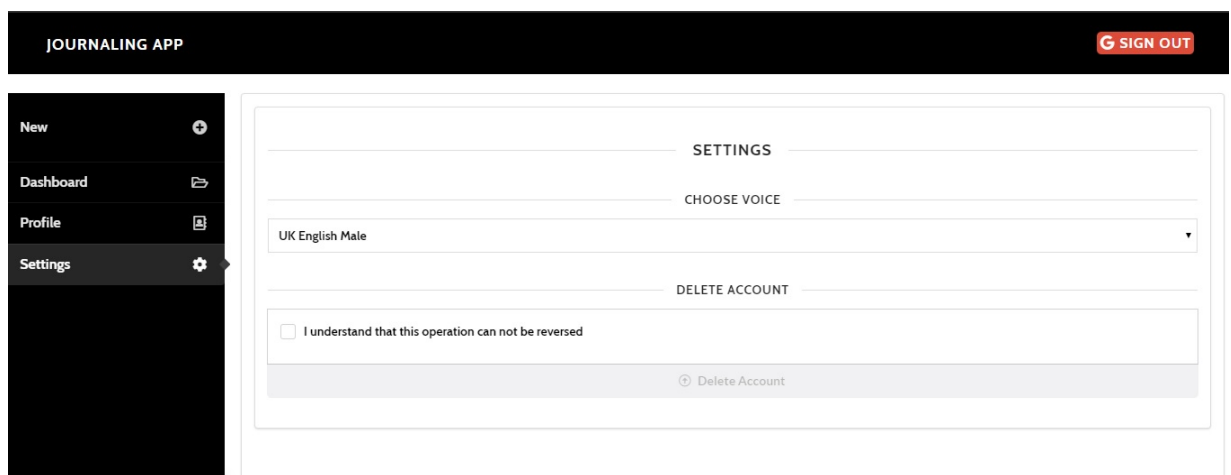 JOURNALING APP
SIGN OUT
New
Dashboard
Profile
Settings
SETTINGS
CHOOSE VOICE
UK English Male
DELETE ACCOUNT
I understand that this operation can not be reversed
Delete Account